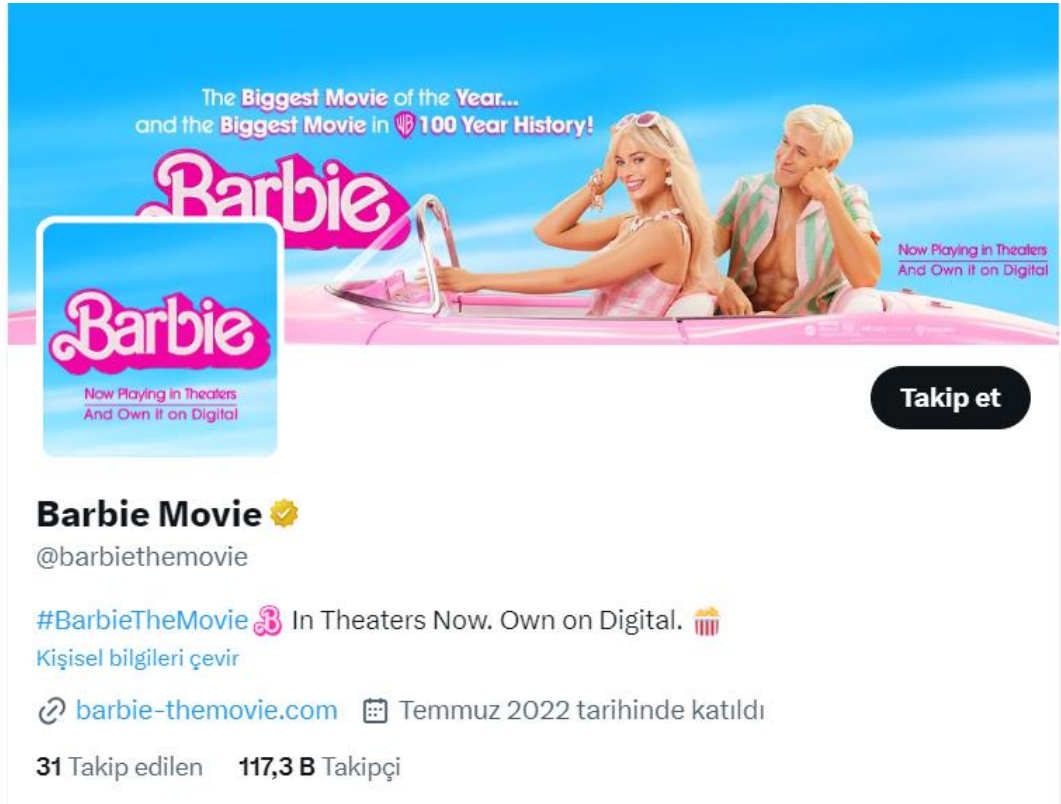 The Biggest Movie of the Year...
and the Biggest Movie in WB 100 Year History!
Barbie
Now Playing in Theaters
And Own it on Digital
Barbie
Now Playing in Theaters
And Own it on Digital
Takip et
Barbie Movie
@barbiethemovie
#BarbieTheMovie B In Theaters Now. Own on Digital.
Kişisel bilgileri çevir
barbie-themovie.com Temmuz 2022 tarihinde katıldı
31 Takip edilen 117,3 B Takipçi